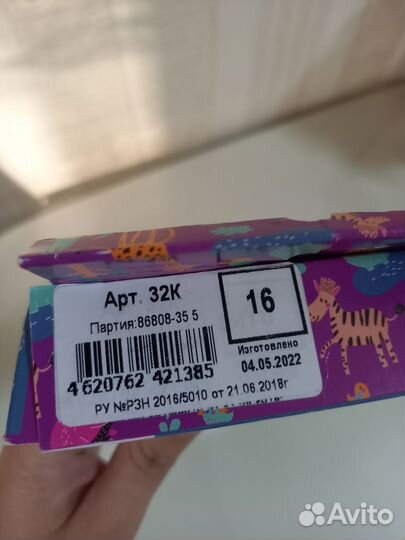 Арт. 32К
Партия:86808-35 5
16
Изготовлено
04.05.2022
4 620762 421385
РУ №РЗН 2016/5010 от 21.06.2018г
Avito